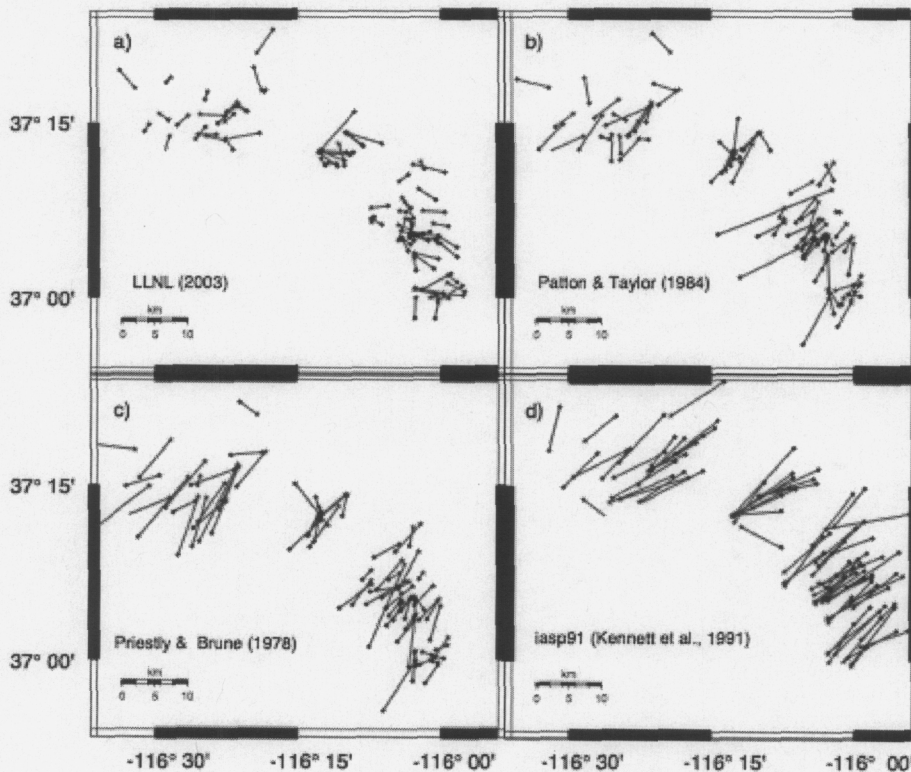 a)
b)
37° 15'
LLNL (2003)
Patton & Taylor (1984)
37° 00'
km
0 5 10
km
0 5 10
c)
d)
37° 15'
Priestly & Brune (1978)
iasp91 (Kennett et al., 1991)
37° 00'
km
0 5 10
km
0 5 10
-116° 30'
-116° 15'
-116° 00'
-116° 30'
-116° 15'
-116° 00